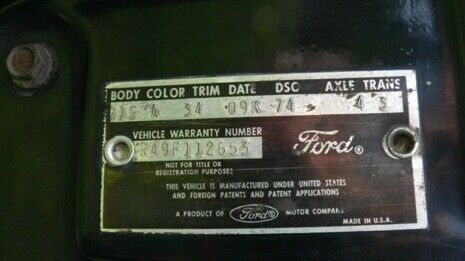 BODY COLOR TRIM DATE DSC AXLE TRANS
34 09K 74 4 3
VEHICLE WARRANTY NUMBER
R49F112653 Ford®
NOT FOR TITLE OR
REGISTRATION PURPOSES
THIS VEHICLE IS MANUFACTURED UNDER UNITED STATES
AND FOREIGN PATENTS AND PATENT APPLICATIONS
A PRODUCT OF Ford MOTOR COMPANY
MADE IN U.S.A.